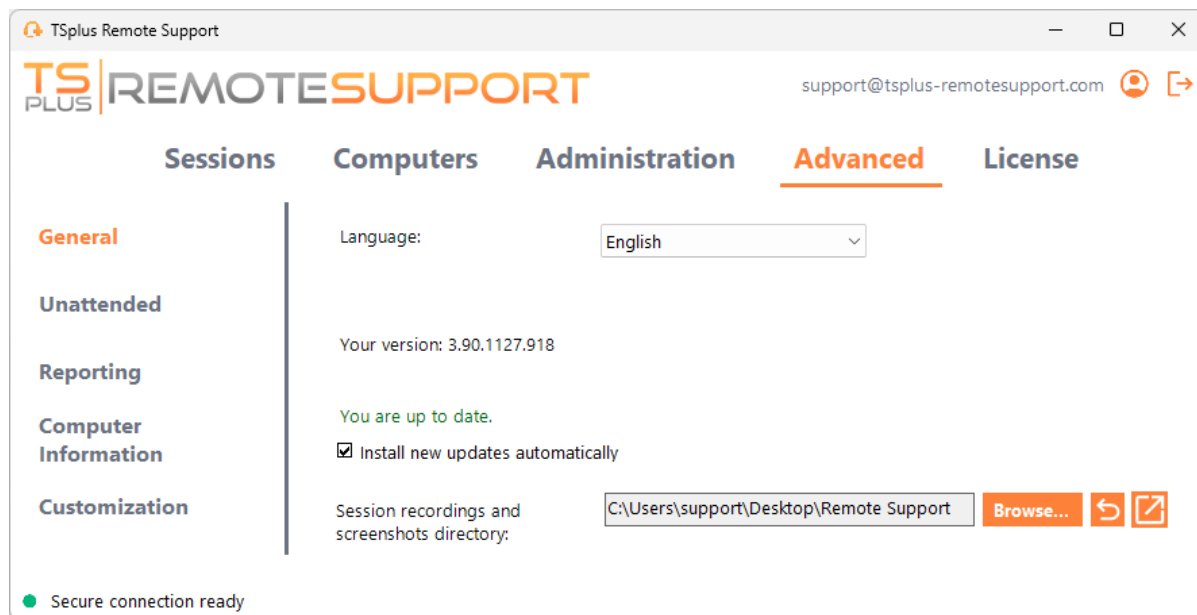 TSplus Remote Support
TS PLUS REMOTESUPPORT
support@tsplus-remotesupport.com
Sessions Computers Administration Advanced License
General
Unattended
Reporting
Computer
Information
Customization
Language:
English
Your version: 3.90.1127.918
You are up to date.
Install new updates automatically
Session recordings and
screenshots directory:
C:\Users\support\Desktop\Remote Support
Browse...
Secure connection ready